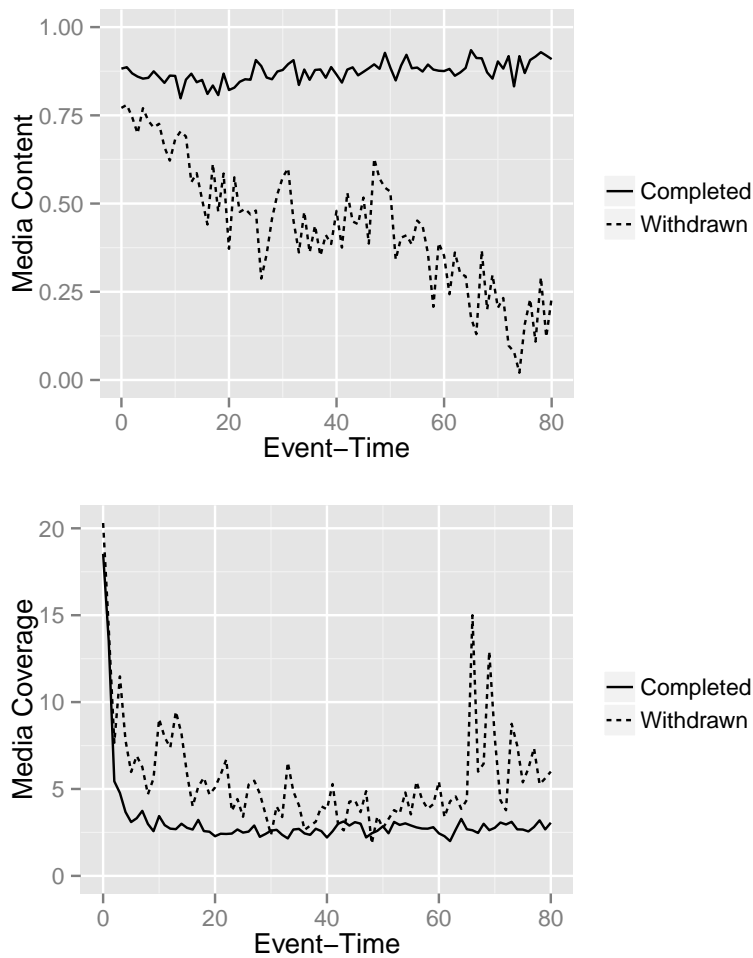 1.00
0.75
0.50
0.25
0.00
Media Content
0 20 40 60 80
Event−Time
Completed
Withdrawn
20
15
10
5
0
Media Coverage
0 20 40 60 80
Event−Time
Completed
Withdrawn